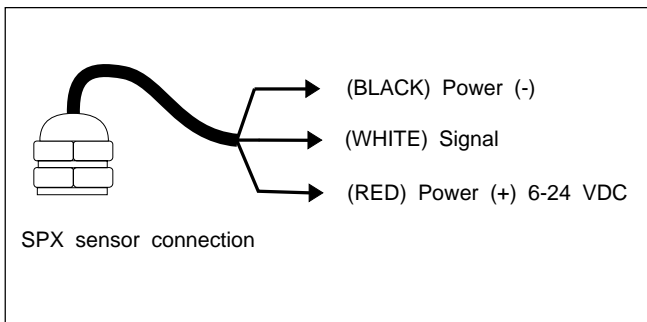 (BLACK) Power (-)
(WHITE) Signal
(RED) Power (+) 6-24 VDC
SPX sensor connection